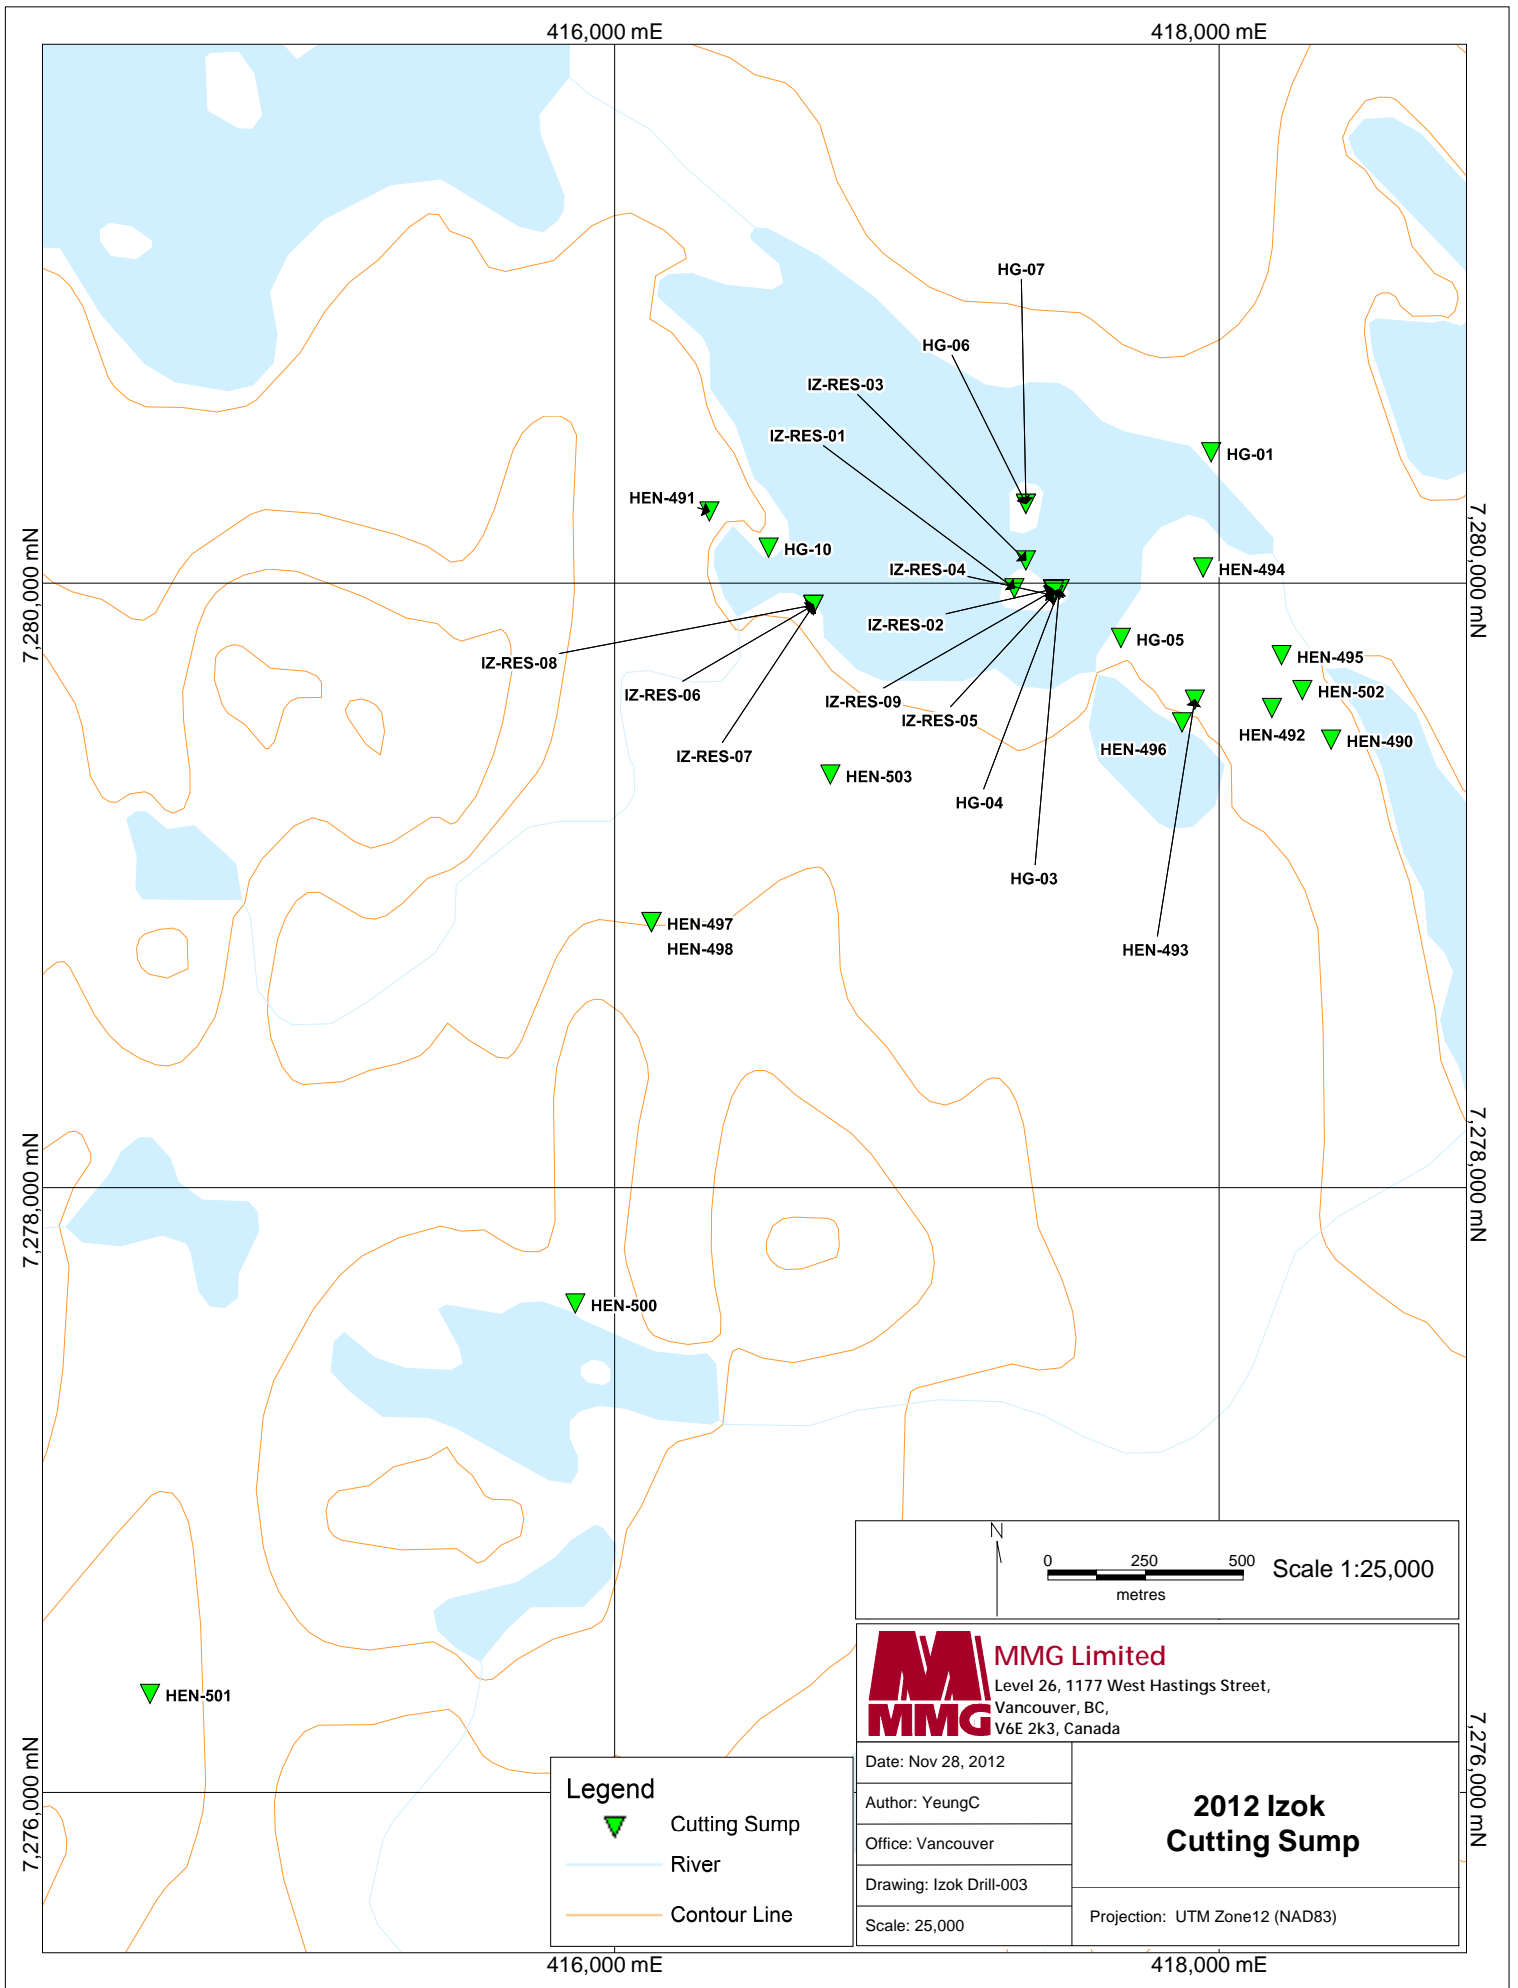 416,000 mE
418,000 mE
HG-07
HG-06
IZ-RES-03
IZ-RES-01
HG-01
HEN-491
HG-10
7,280,000 mN
7,280,000 mN
IZ-RES-04
HEN-494
IZ-RES-02
HG-05
IZ-RES-08
HEN-495
IZ-RES-06
HEN-502
IZ-RES-09
IZ-RES-05
HEN-492
HEN-490
HEN-496
IZ-RES-07
HEN-503
HG-04
HG-03
HEN-497
HEN-498
HEN-493
7,278,000 mN
7,278,000 mN
HEN-500
N
0 250 500
metres
Scale 1:25,000
MMG
MMG Limited
Level 26, 1177 West Hastings Street,
Vancouver, BC,
V6E 2k3, Canada
HEN-501
7,276,000 mN
7,276,000 mN
Date: Nov 28, 2012
Author: YeungC
Office: Vancouver
Drawing: Izok Drill-003
Scale: 25,000
2012 Izok
Cutting Sump
Projection: UTM Zone12 (NAD83)
Legend
Cutting Sump
River
Contour Line
416,000 mE
418,000 mE